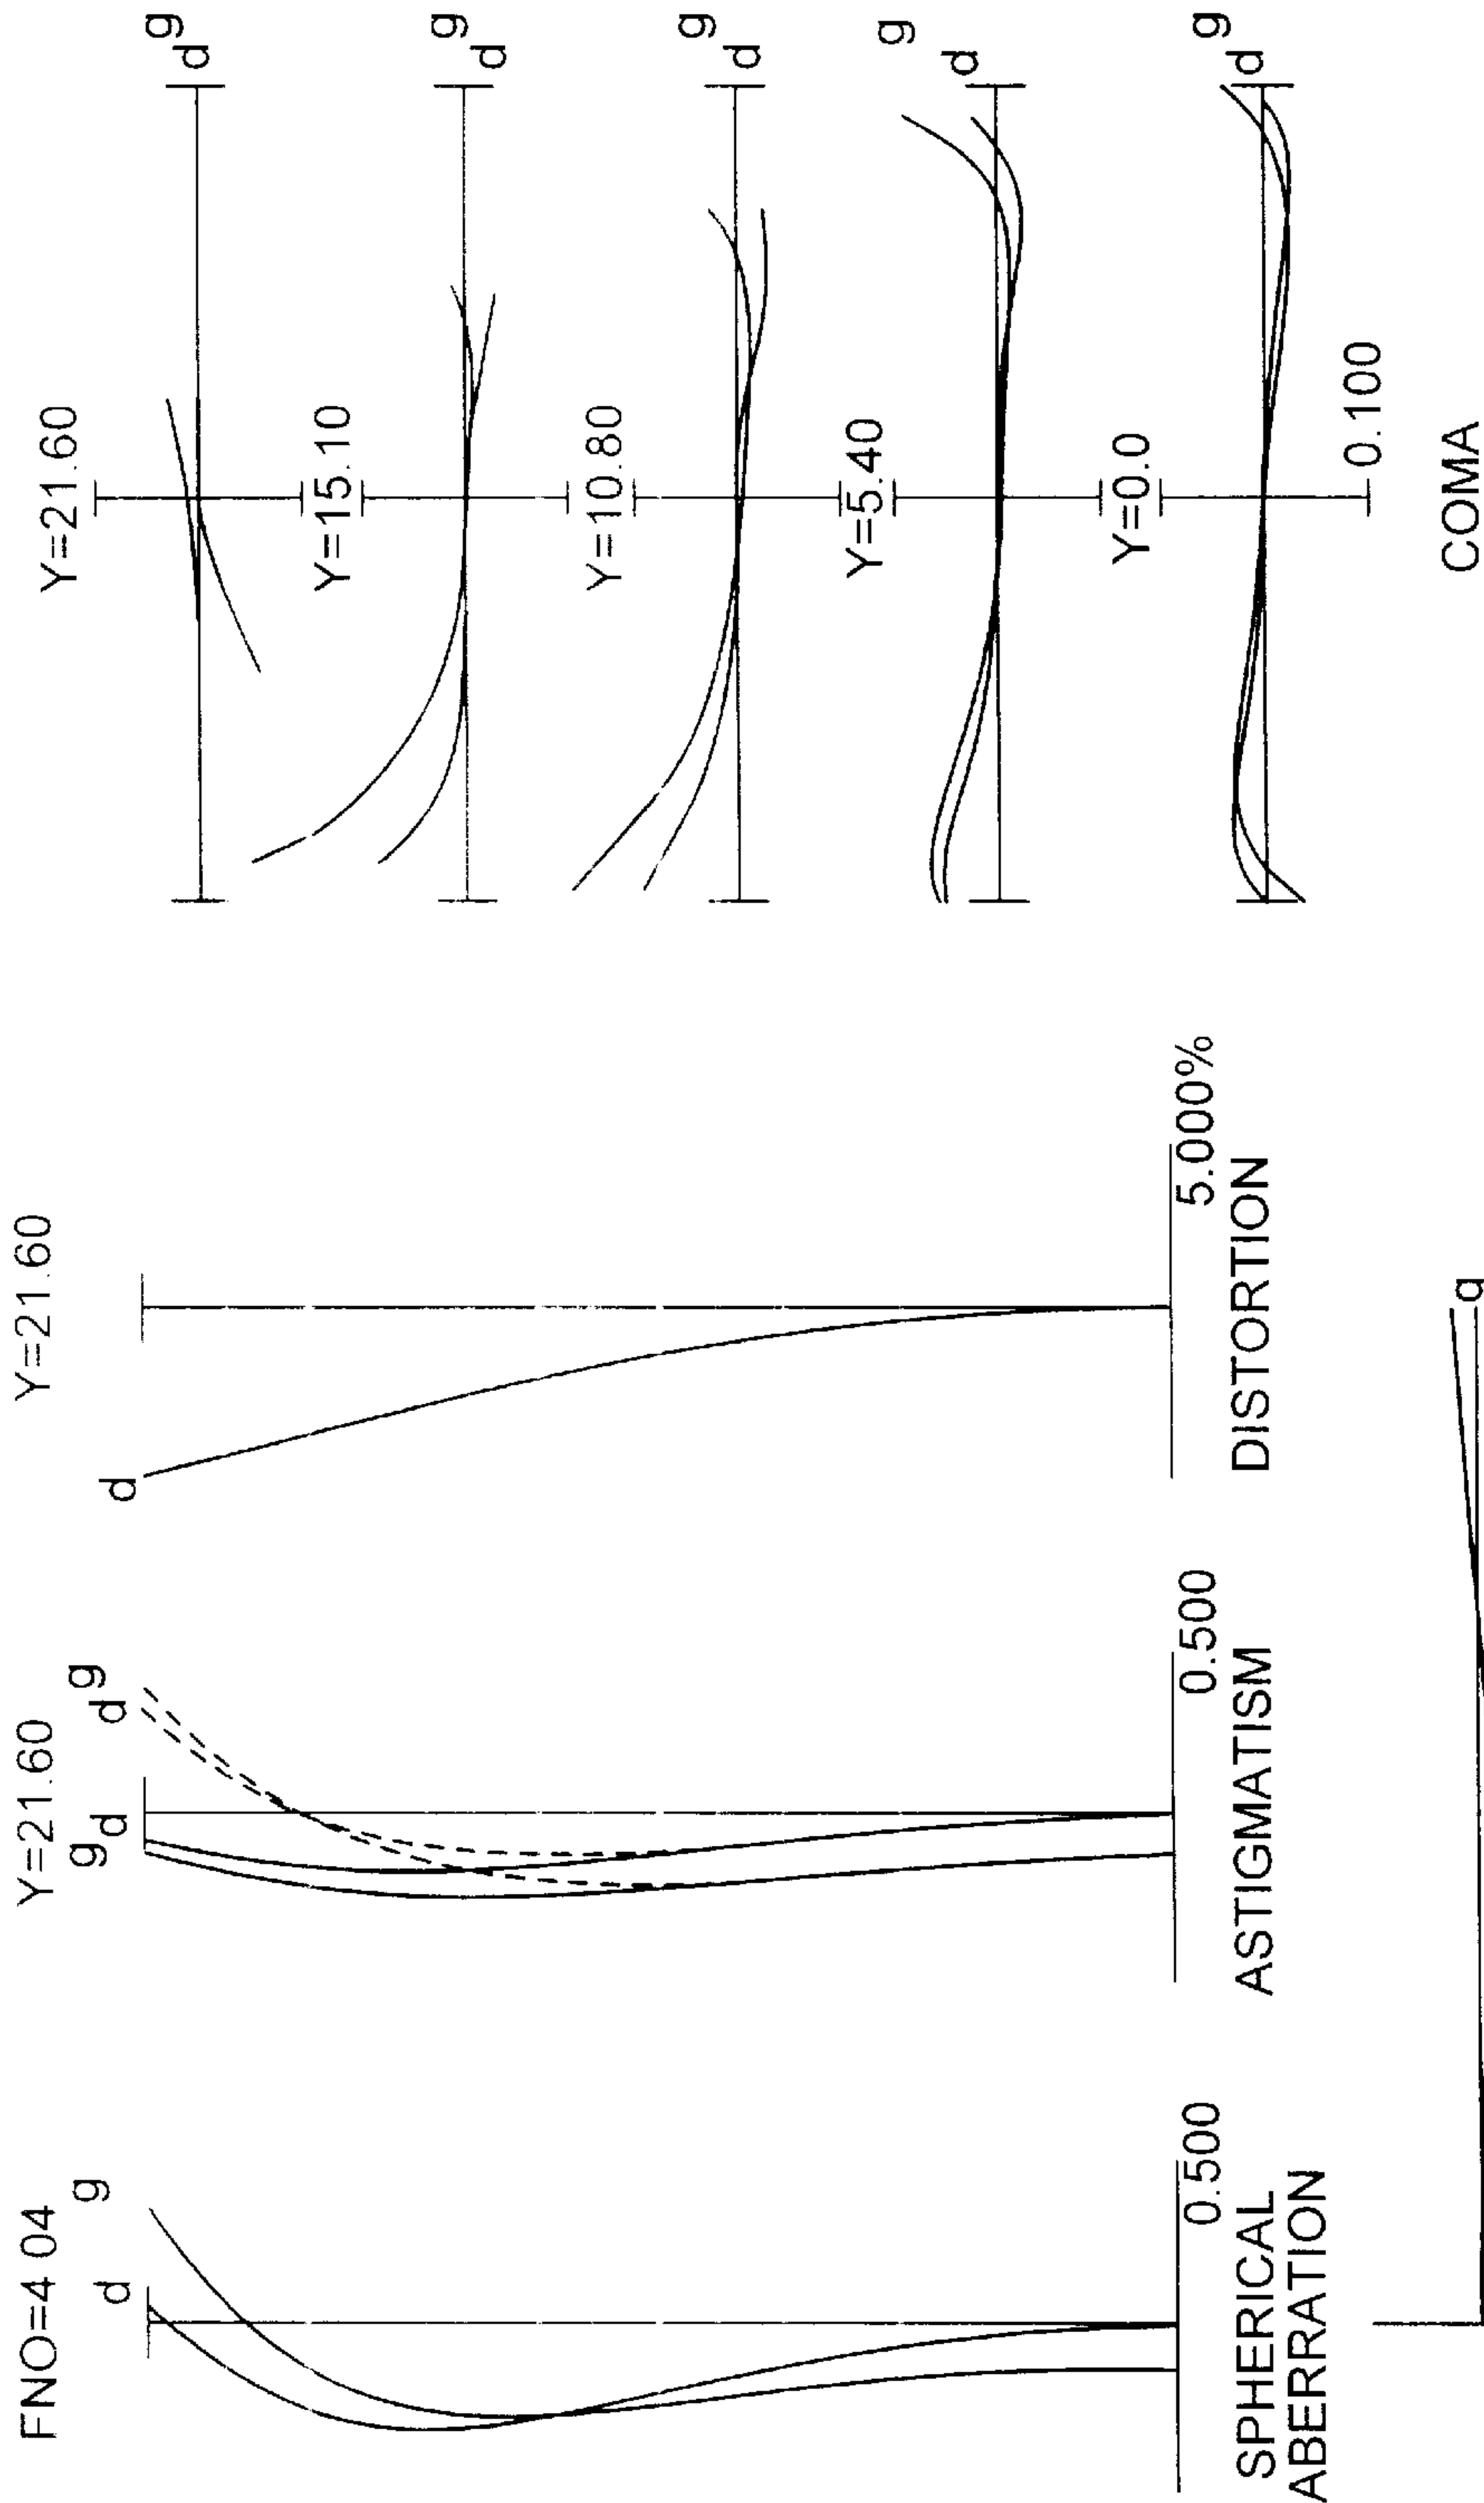 FNO=4 04
g
d
0.500
SPHERICAL
ABERRATION
Y=21.60
g g
d d
0.500
ASTIGMATISM
Y=21.60
d
5.000%
DISTORTION
Y=21.60
g
d
Y=15.10
g
d
Y=10.80
g
d
Y=5.40
g
d
Y=0.0
g
d
0.100
COMA